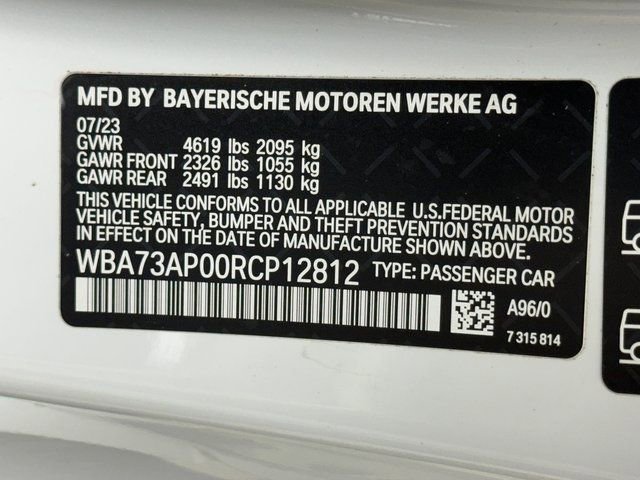 MFD BY BAYERISCHE MOTOREN WERKE AG
07/23
GVWR 4619 lbs 2095 kg
GAWR FRONT 2326 lbs 1055 kg
GAWR REAR 2491 lbs 1130 kg
THIS VEHICLE CONFORMS TO ALL APPLICABLE U.S.FEDERAL MOTOR
VEHICLE SAFETY, BUMPER AND THEFT PREVENTION STANDARDS
IN EFFECT ON THE DATE OF MANUFACTURE SHOWN ABOVE.
WBA73AP00RCP12812 TYPE: PASSENGER CAR
A96/0
7 315 814